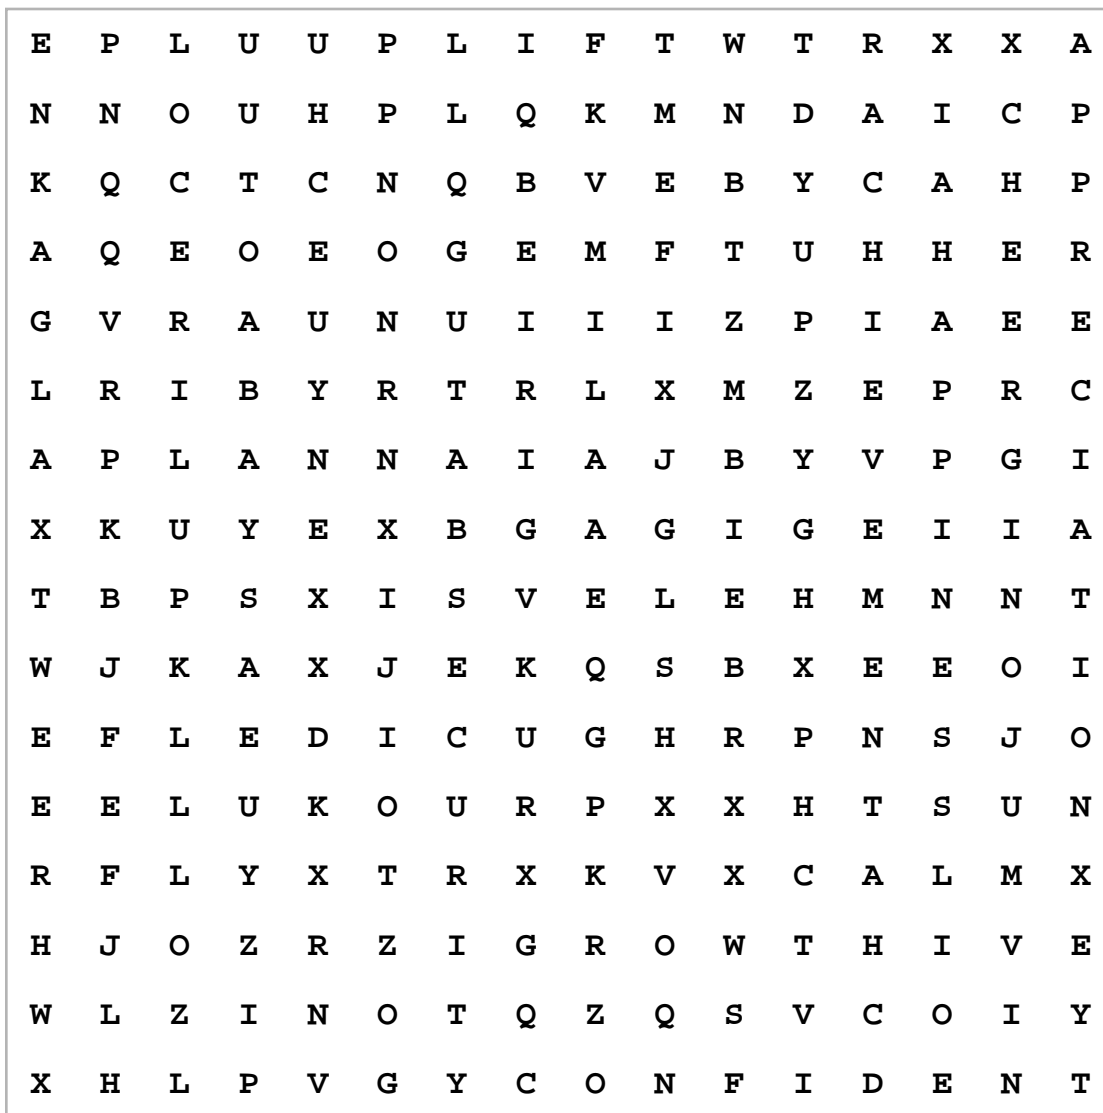 E P L U U P L I F T W T R X X A
N N O U H P L Q K M N D A I C P
K Q C T C N Q B V E B Y C A H P
A Q E O E O G E M F T U H H E R
G V R A U N U I I I Z P I A E E
L R I B Y R T R L X M Z E P R C
A P L A N N A I A J B Y V P G I
X K U Y E X B G A G I G E I I A
T B P S X I S V E L E H M N N T
W J K A X J E K Q S B X E E O I
E F L E D I C U G H R P N S J O
E E L U K O U R P X X H T S U N
R F L Y X T R X K V X C A L M X
H J O Z R Z I G R O W T H I V E
W L Z I N O T Q Z Q S V C O I Y
X H L P V G Y C O N F I D E N T